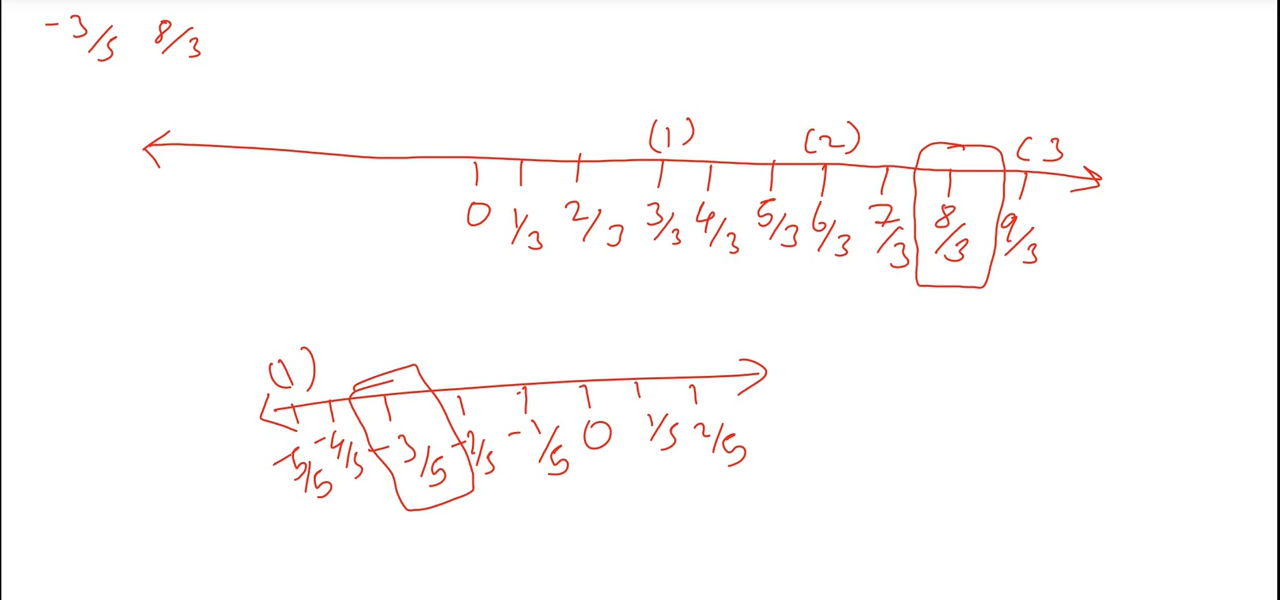 -3/5 8/3
(1) (2) (3
0 1/3 2/3 3/3 4/3 5/3 6/3 7/3 8/3 9/3
(1)
-5/5 -4/5 -3/5 -2/5 -1/5 0 1/5 2/5